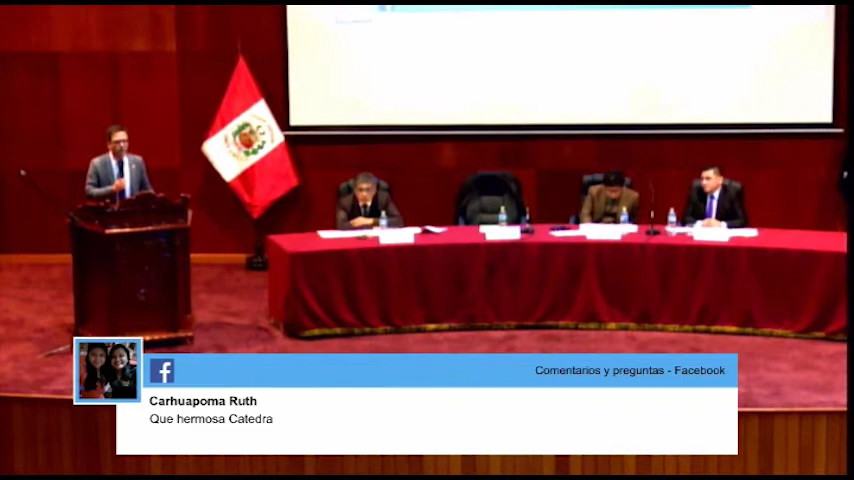 Comentarios y preguntas - Facebook
Carhuapoma Ruth
Que hermosa Catedra